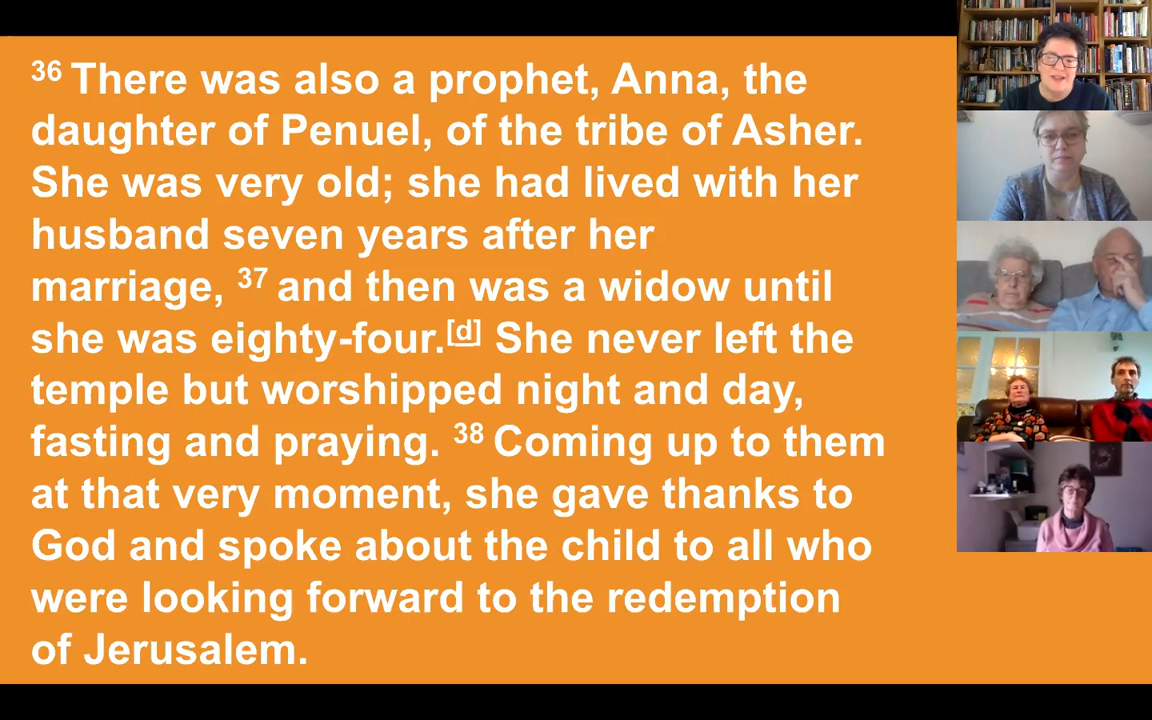 36 There was also a prophet, Anna, the
daughter of Penuel, of the tribe of Asher.
She was very old; she had lived with her
husband seven years after her
marriage, 37 and then was a widow until
she was eighty-four.[d] She never left the
temple but worshipped night and day,
fasting and praying. 38 Coming up to them
at that very moment, she gave thanks to
God and spoke about the child to all who
were looking forward to the redemption
of Jerusalem.